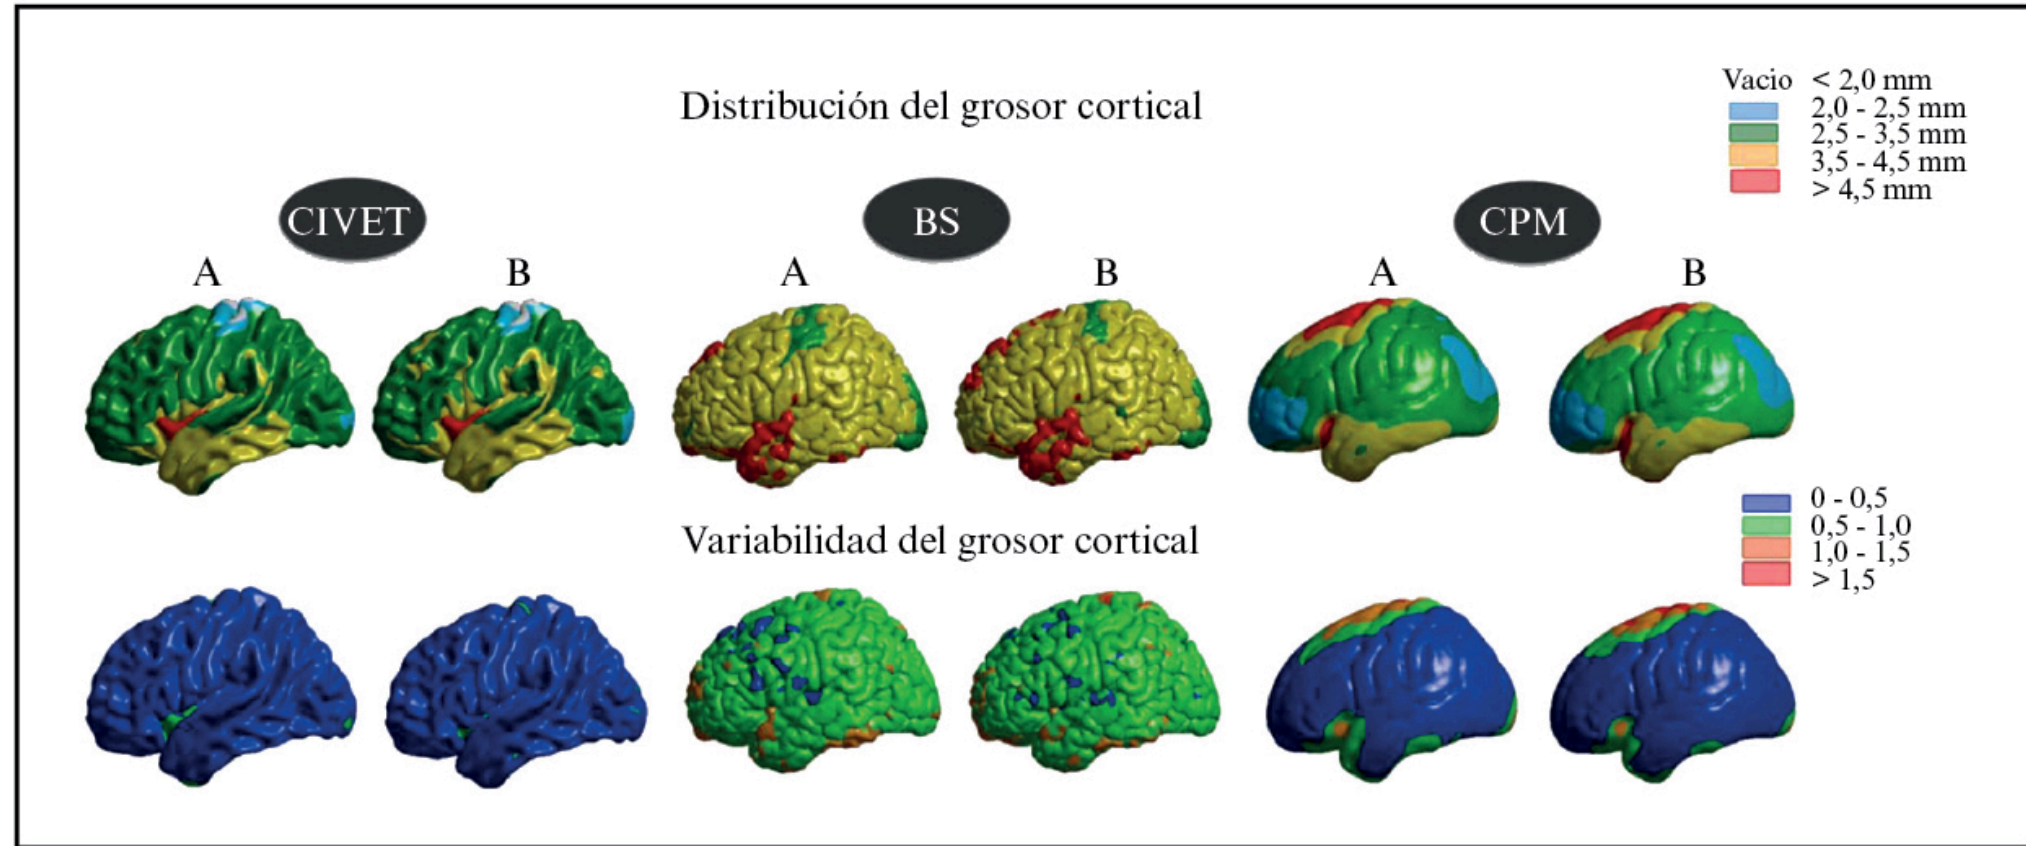 Distribución del grosor cortical
Vacio < 2,0 mm
2,0 - 2,5 mm
2,5 - 3,5 mm
3,5 - 4,5 mm
> 4,5 mm
CIVET
BS
CPM
A
B
A
B
A
B
Variabilidad del grosor cortical
0 - 0,5
0,5 - 1,0
1,0 - 1,5
> 1,5